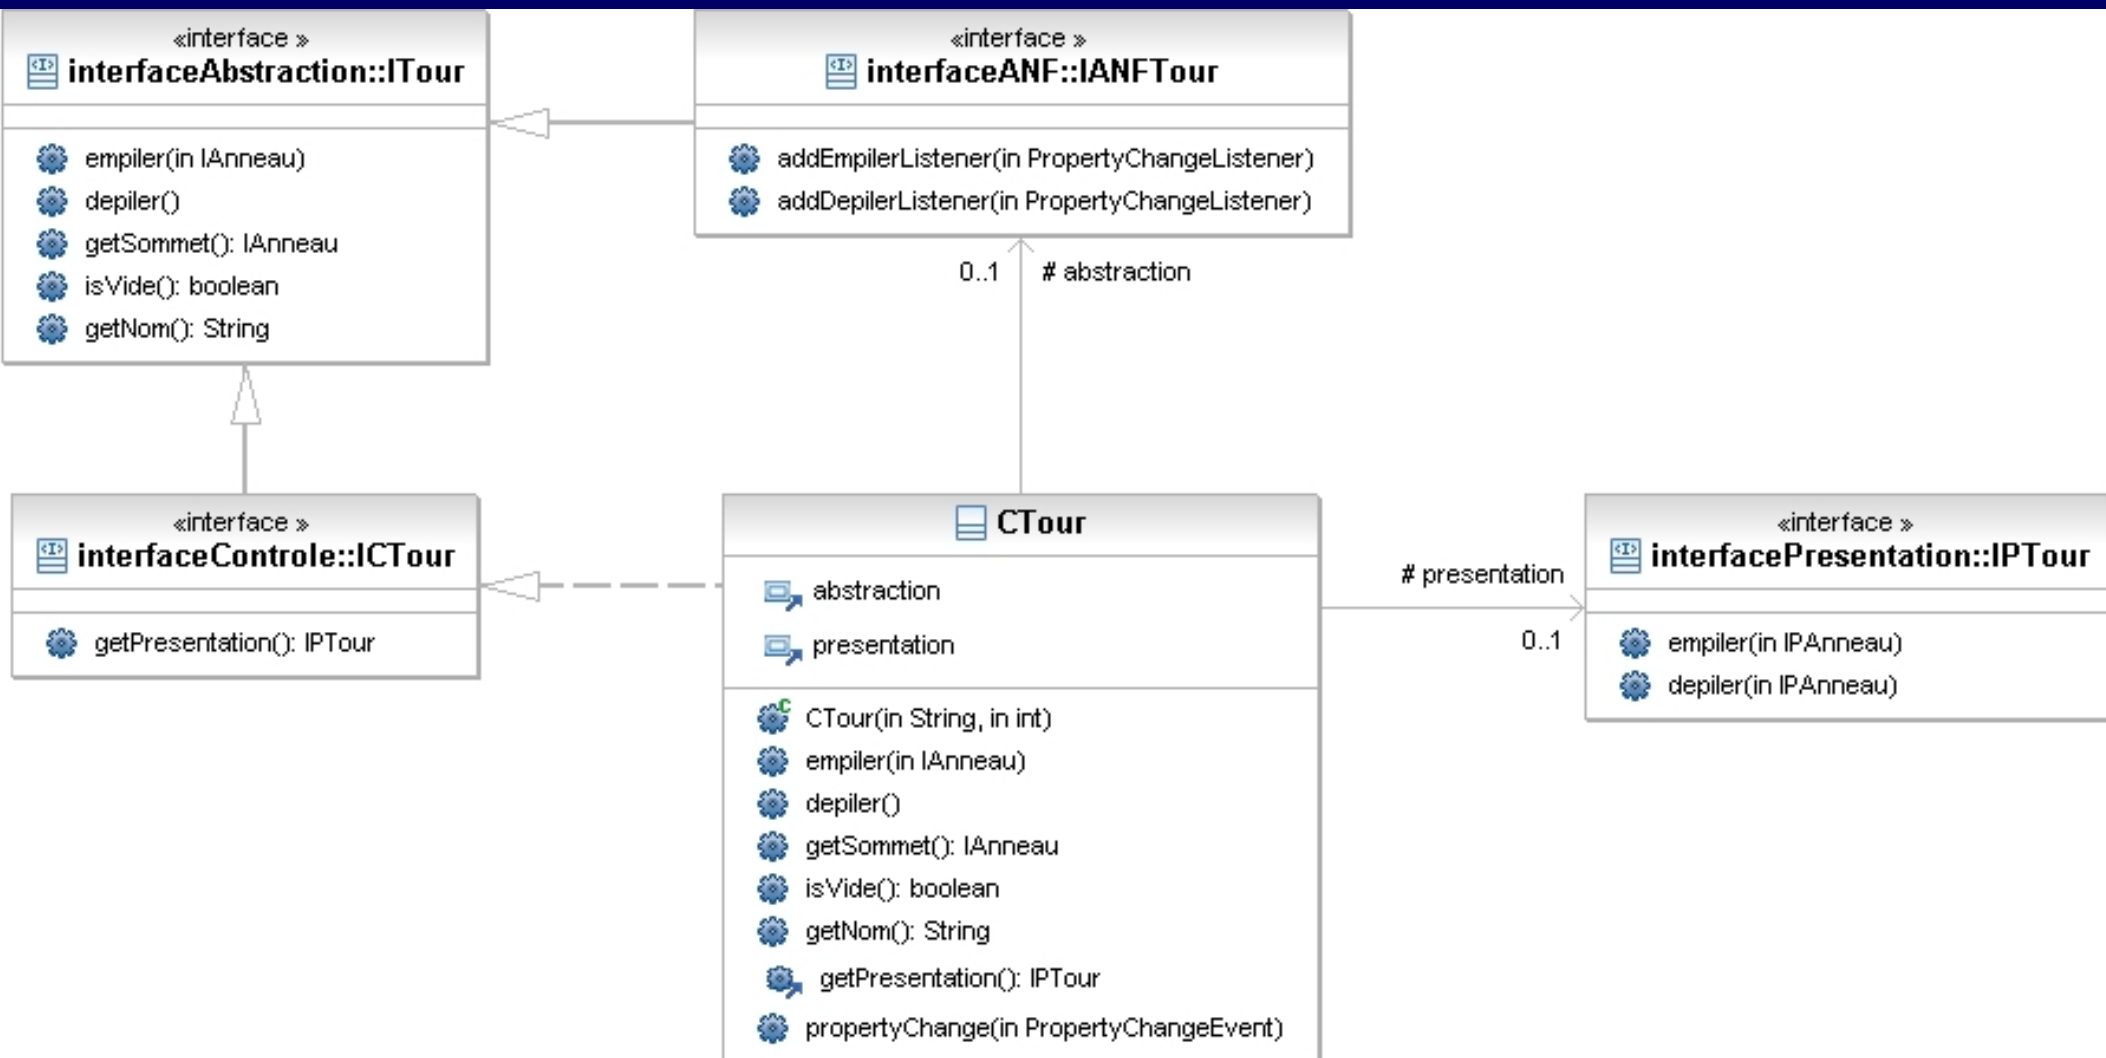 «interface »
interfaceAbstraction::ITour
empiler(in IAnneau)
depiler()
getSommet(): IAnneau
isVide(): boolean
getNom(): String
«interface »
interfaceANF::IANFTour
addEmpilerListener(in PropertyChangeListener)
addDepilerListener(in PropertyChangeListener)
0..1 # abstraction
«interface »
interfaceControle::ICTour
getPresentation(): IPTour
CTour
abstraction
presentation
CTour(in String, in int)
empiler(in IAnneau)
depiler()
getSommet(): IAnneau
isVide(): boolean
getNom(): String
getPresentation(): IPTour
propertyChange(in PropertyChangeEvent)
# presentation
0..1
«interface »
interfacePresentation::IPTour
empiler(in IPAnneau)
depiler(in IPAnneau)